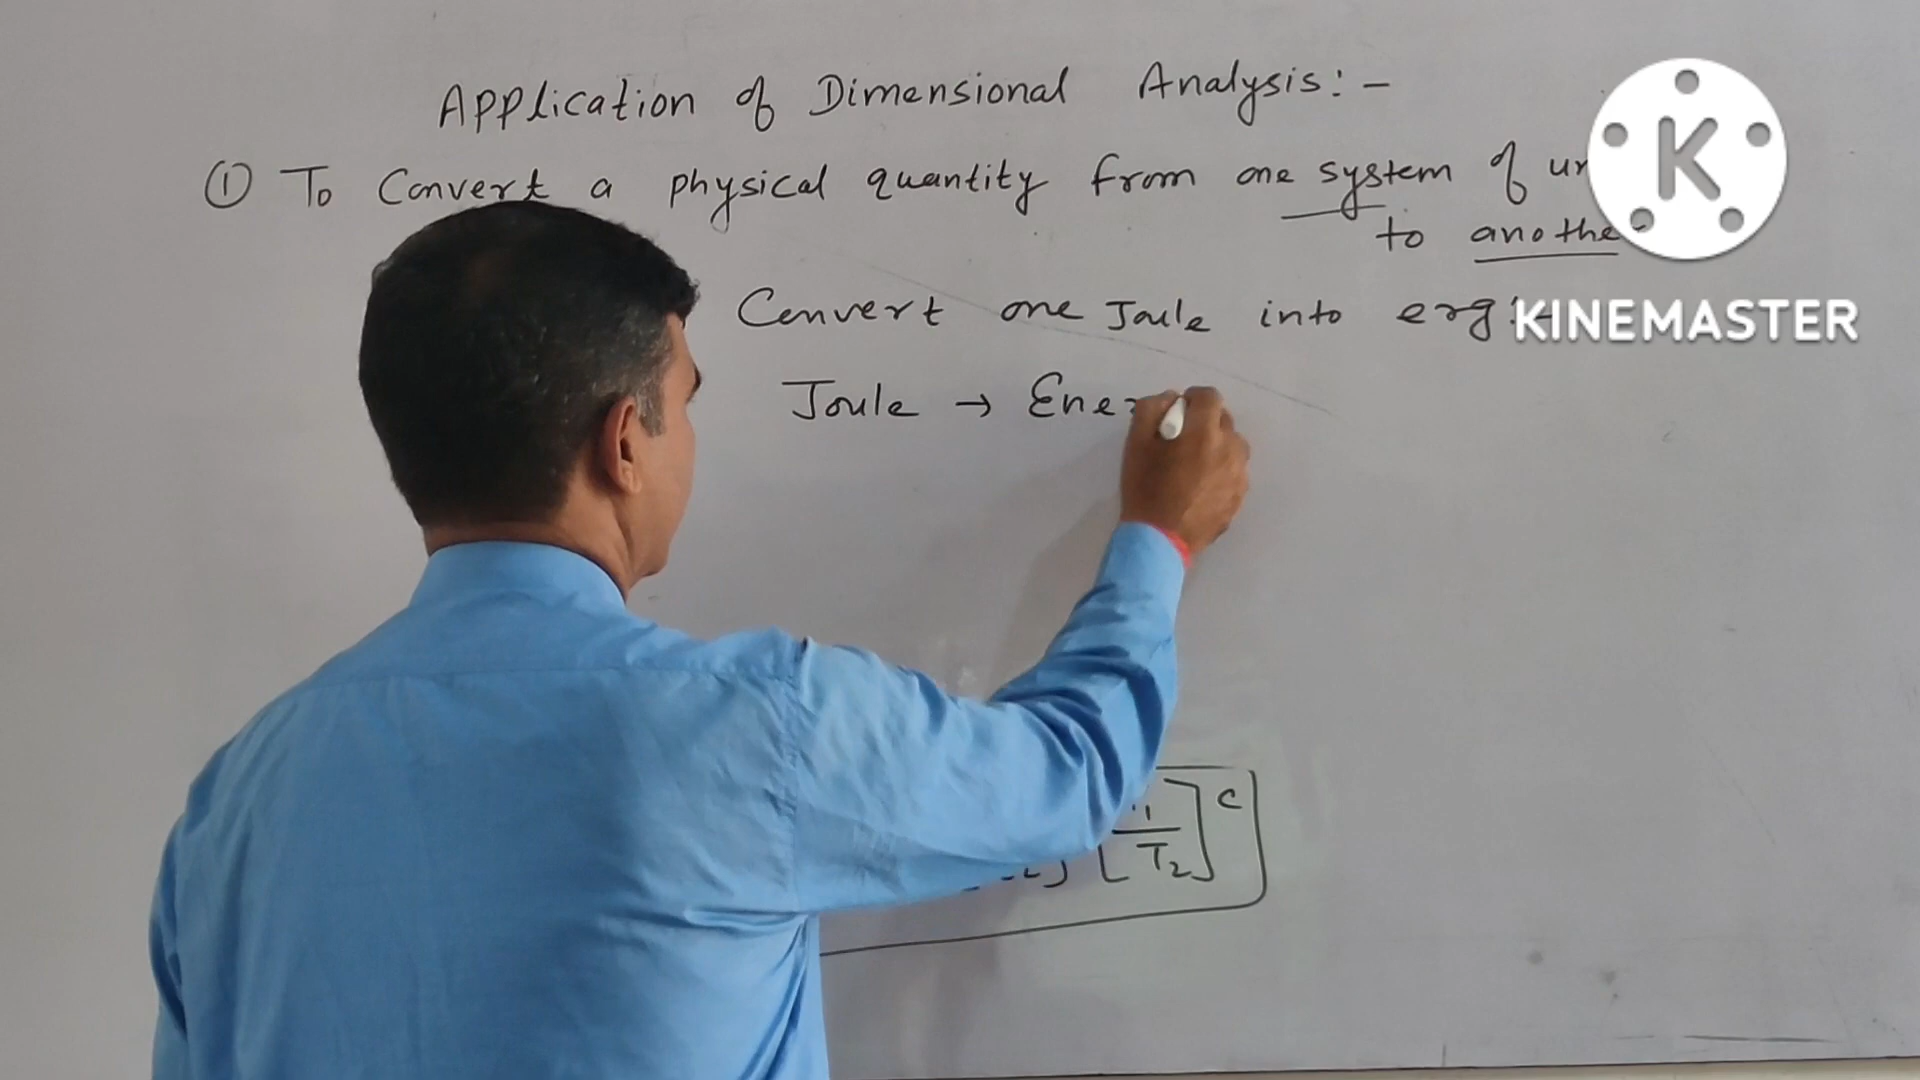 Application of Dimensional Analysis:-
① To Convert a physical quantity from one system of
to another
Convert one Joule into erg:-
Joule → Ener
K
KINEMASTER
T₂ ] c